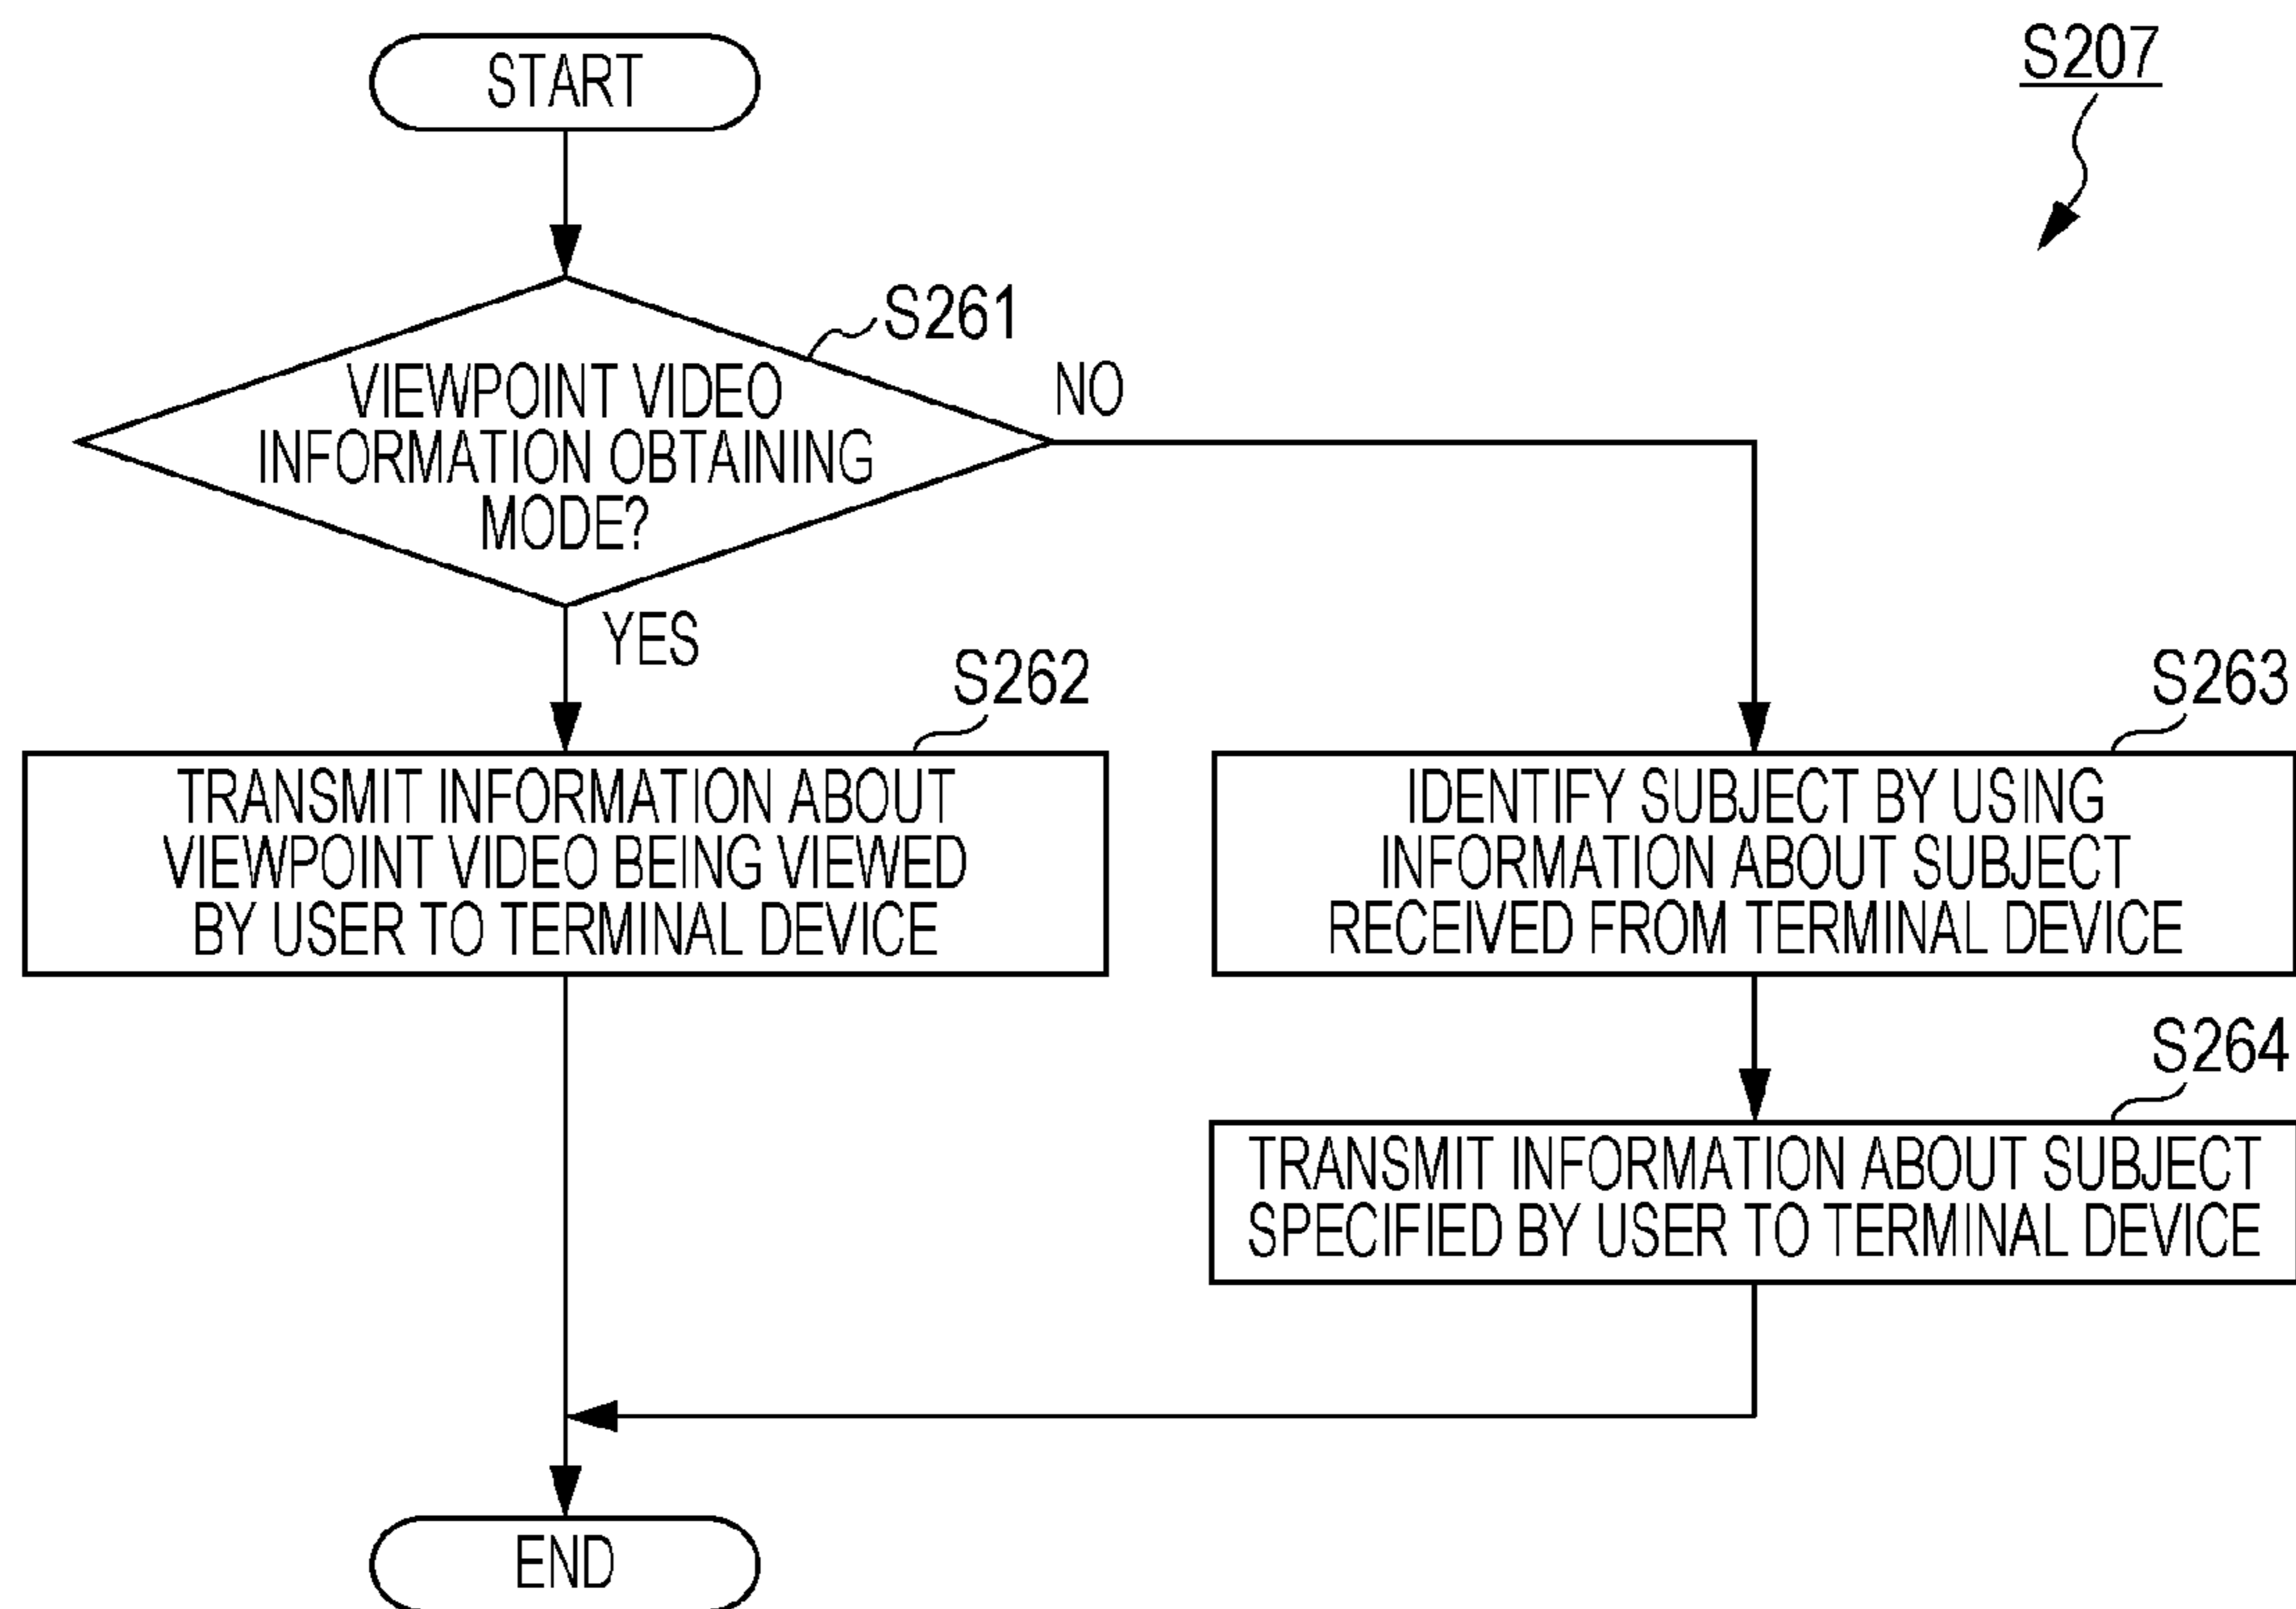 START
S207
S261
VIEWPOINT VIDEO
INFORMATION OBTAINING
MODE?
NO
YES
S262
TRANSMIT INFORMATION ABOUT
VIEWPOINT VIDEO BEING VIEWED
BY USER TO TERMINAL DEVICE
S263
IDENTIFY SUBJECT BY USING
INFORMATION ABOUT SUBJECT
RECEIVED FROM TERMINAL DEVICE
S264
TRANSMIT INFORMATION ABOUT SUBJECT
SPECIFIED BY USER TO TERMINAL DEVICE
END